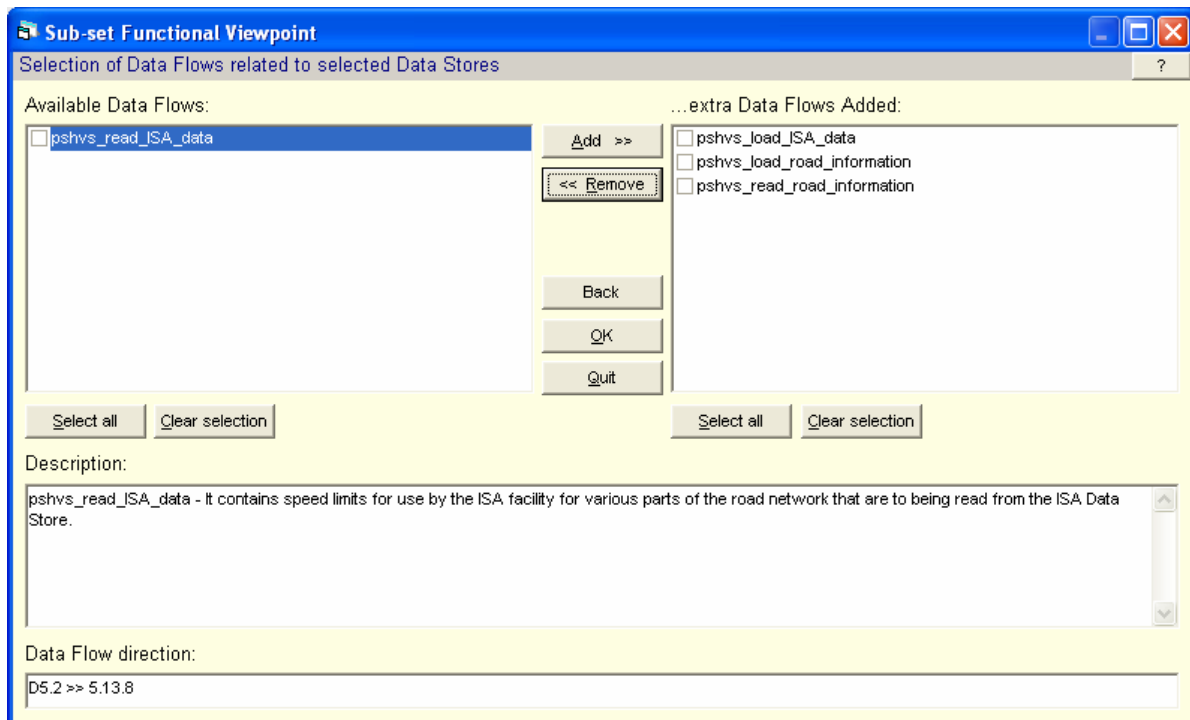 Sub-set Functional Viewpoint
Selection of Data Flows related to selected Data Stores
?
Available Data Flows:
pshvs_read_ISA_data
Add >>
<< Remove
Back
OK
Quit
...extra Data Flows Added:
pshvs_load_ISA_data
pshvs_load_road_information
pshvs_read_road_information
Select all
Clear selection
Select all
Clear selection
Description:
pshvs_read_ISA_data - It contains speed limits for use by the ISA facility for various parts of the road network that are to being read from the ISA Data
Store.
Data Flow direction:
D5.2 >> 5.13.8